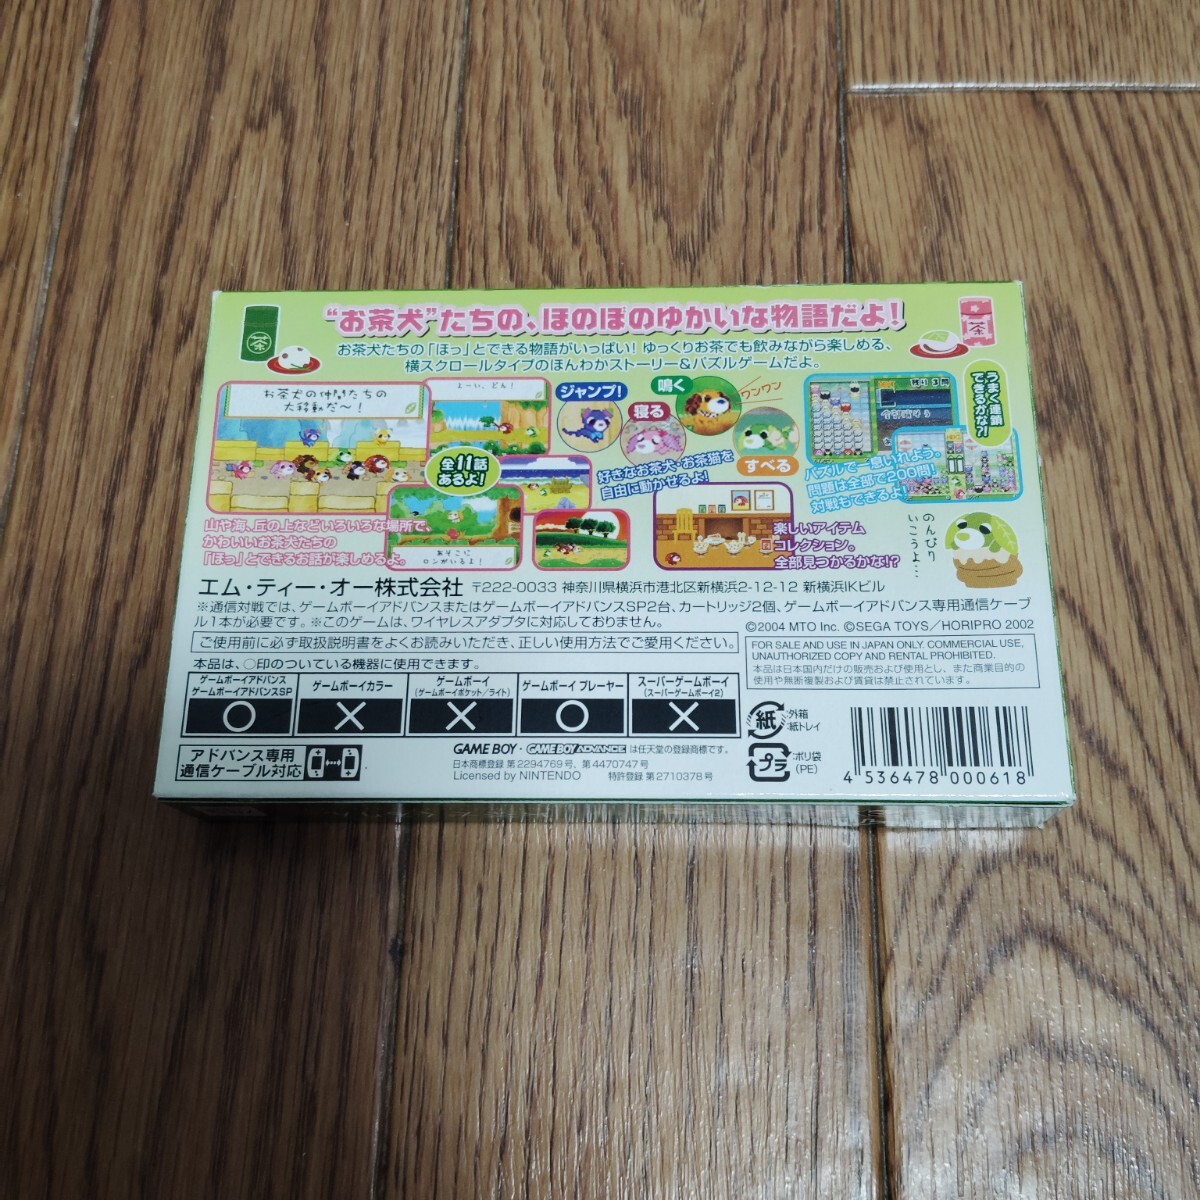 “お茶犬”たちの、ほのぼのゆかいな物語だよ!
お茶犬たちの「ほっ」とできる物語がいっぱい!ゆっくりお茶でも飲みながら楽しめる、
横スクロールタイプのほんわかストーリー&パズルゲームだよ。
茶
茶
お茶犬の仲間たちの
大移動だ〜!
よーい、どん!
全11話
あるよ!
あそこに
ロンがいるよ!
山や海、丘の上などいろいろな場所で、
かわいいお茶犬たちの
「ほっ」とできるお話が楽しめるよ。
ジャンプ!
寝る
鳴く
ワンワン
すべる
好きなお茶犬・お茶猫を
自由に動かせるよ!
楽しいアイテム
コレクション。
全部見つかるかな!?
残り3問
うまく連鎖
できるかな?
パズルで一息いれよう。
問題は全部で200問!
対戦もできるよ!
のんびり
いこうよ…
エム・ティー・オー株式会社 〒222-0033 神奈川県横浜市港北区新横浜2-12-12 新横浜IKビル
※通信対戦では、ゲームボーイアドバンスまたはゲームボーイアドバンスSP2台、カートリッジ2個、ゲームボーイアドバンス専用通信ケーブ
ル1本が必要です。※このゲームは、ワイヤレスアダプタに対応しておりません。
©2004 MTO Inc. ©SEGA TOYS/HORIPRO 2002
ご使用前に必ず取扱説明書をよくお読みいただき、正しい使用方法でご愛用ください。
FOR SALE AND USE IN JAPAN ONLY. COMMERCIAL USE,
UNAUTHORIZED COPY AND RENTAL PROHIBITED.
本品は日本国内だけの販売および使用とし、また商業目的の
使用や無断複製および賃貸は禁止されています。
本品は、○印のついている機器に使用できます。
ゲームボーイアドバンス
ゲームボーイアドバンスSP
○
ゲームボーイカラー
×
ゲームボーイ
(ゲームボーイポケット/ライト)
×
ゲームボーイ プレーヤー
○
スーパーゲームボーイ
(スーパーゲームボーイ2)
×
紙
:外箱
:紙トレイ
プラ
:ポリ袋
(PE)
アドバンス専用
通信ケーブル対応
GAME BOY・GAME BOY ADVANCE は任天堂の登録商標です。
日本商標登録 第2294769号、第4470747号
Licensed by NINTENDO 特許登録 第2710378号
4 536478 000618